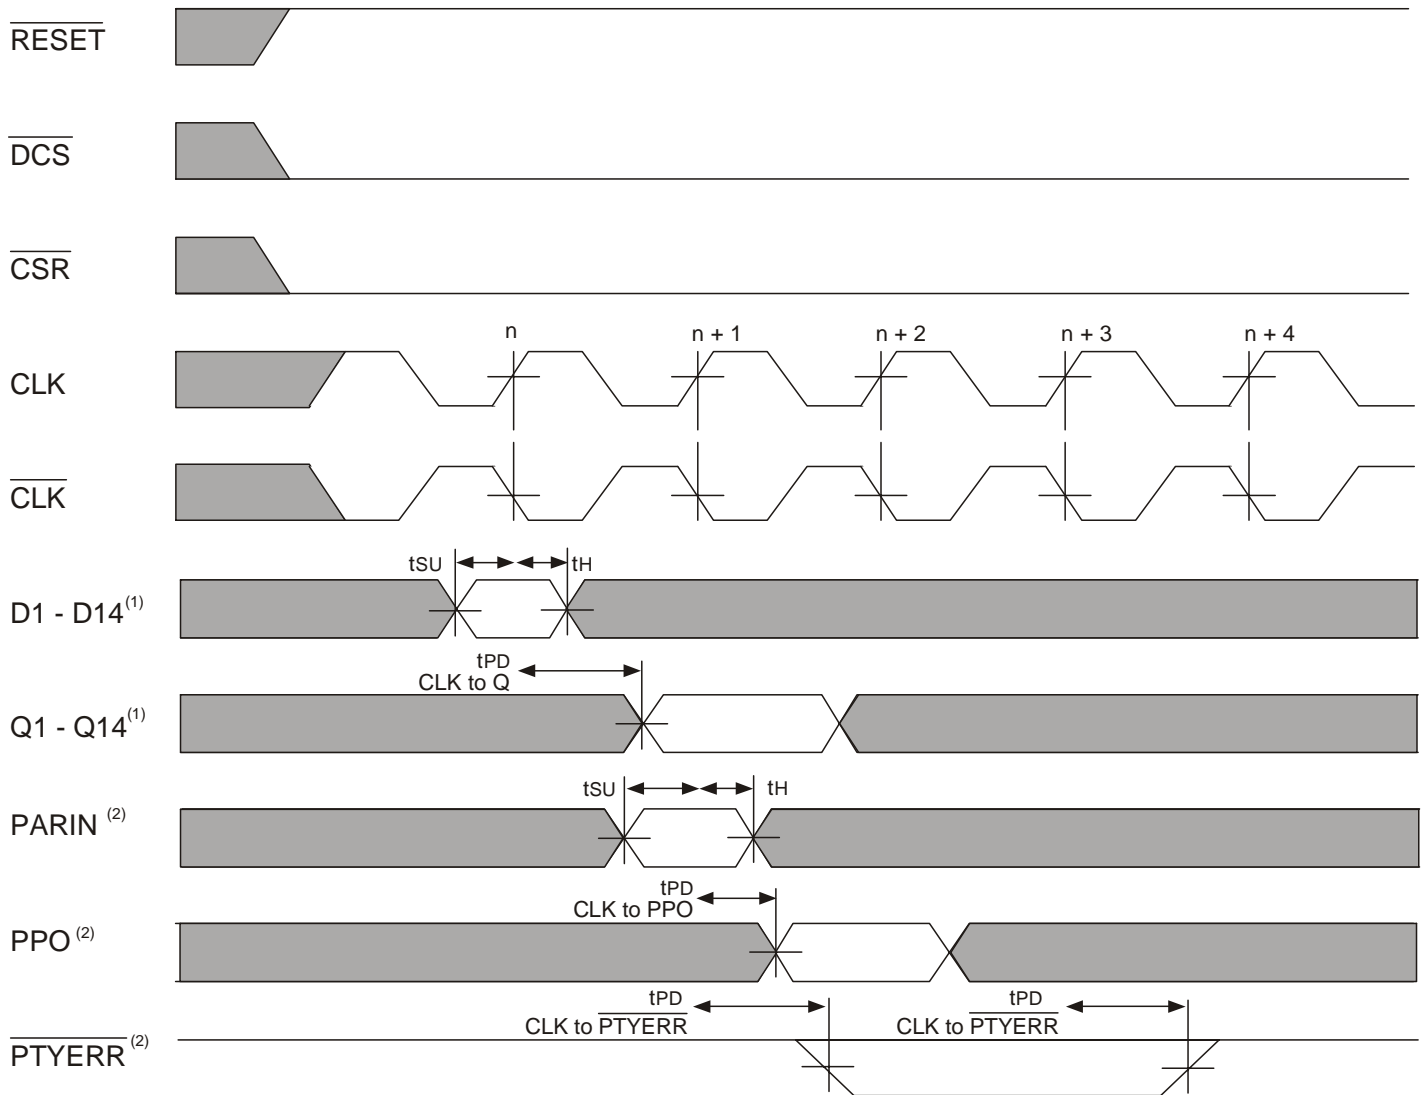 RESET
DCS
CSR
n n + 1 n + 2 n + 3 n + 4
CLK
CLK
tSU tH
D1 - D14(1)
tPD
CLK to Q
Q1 - Q14(1)
tSU tH
PARIN (2)
tPD
CLK to PPO
PPO (2)
tPD tPD
CLK to PTYERR CLK to PTYERR
PTYERR (2)